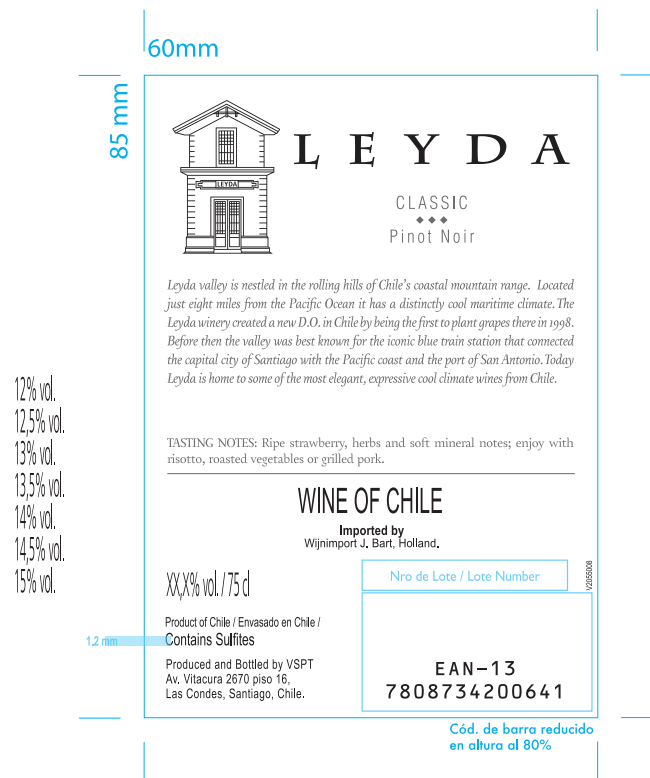 60mm
85 mm
LEYDA
LEYDA
CLASSIC
Pinot Noir
Leyda valley is nestled in the rolling hills of Chile's coastal mountain range. Located
just eight miles from the Pacific Ocean it has a distinctly cool maritime climate. The
Leyda winery created a new D.O. in Chile by being the first to plant grapes there in 1998.
Before then the valley was best known for the iconic blue train station that connected
the capital city of Santiago with the Pacific coast and the port of San Antonio. Today
Leyda is home to some of the most elegant, expressive cool climate wines from Chile.
TASTING NOTES: Ripe strawberry, herbs and soft mineral notes; enjoy with
risotto, roasted vegetables or grilled pork.
12% vol.
12,5% vol.
13% vol.
13,5% vol.
14% vol.
14,5% vol.
15% vol.
WINE OF CHILE
Imported by
Wijnimport J. Bart, Holland.
XX,X% vol. / 75 cl
Nro de Lote / Lote Number
V2055008
Product of Chile / Envasado en Chile /
1.2 mm
Contains Sulfites
Produced and Bottled by VSPT
Av. Vitacura 2670 piso 16,
Las Condes, Santiago, Chile.
EAN-13
7808734200641
Cód. de barra reducido
en altura al 80%